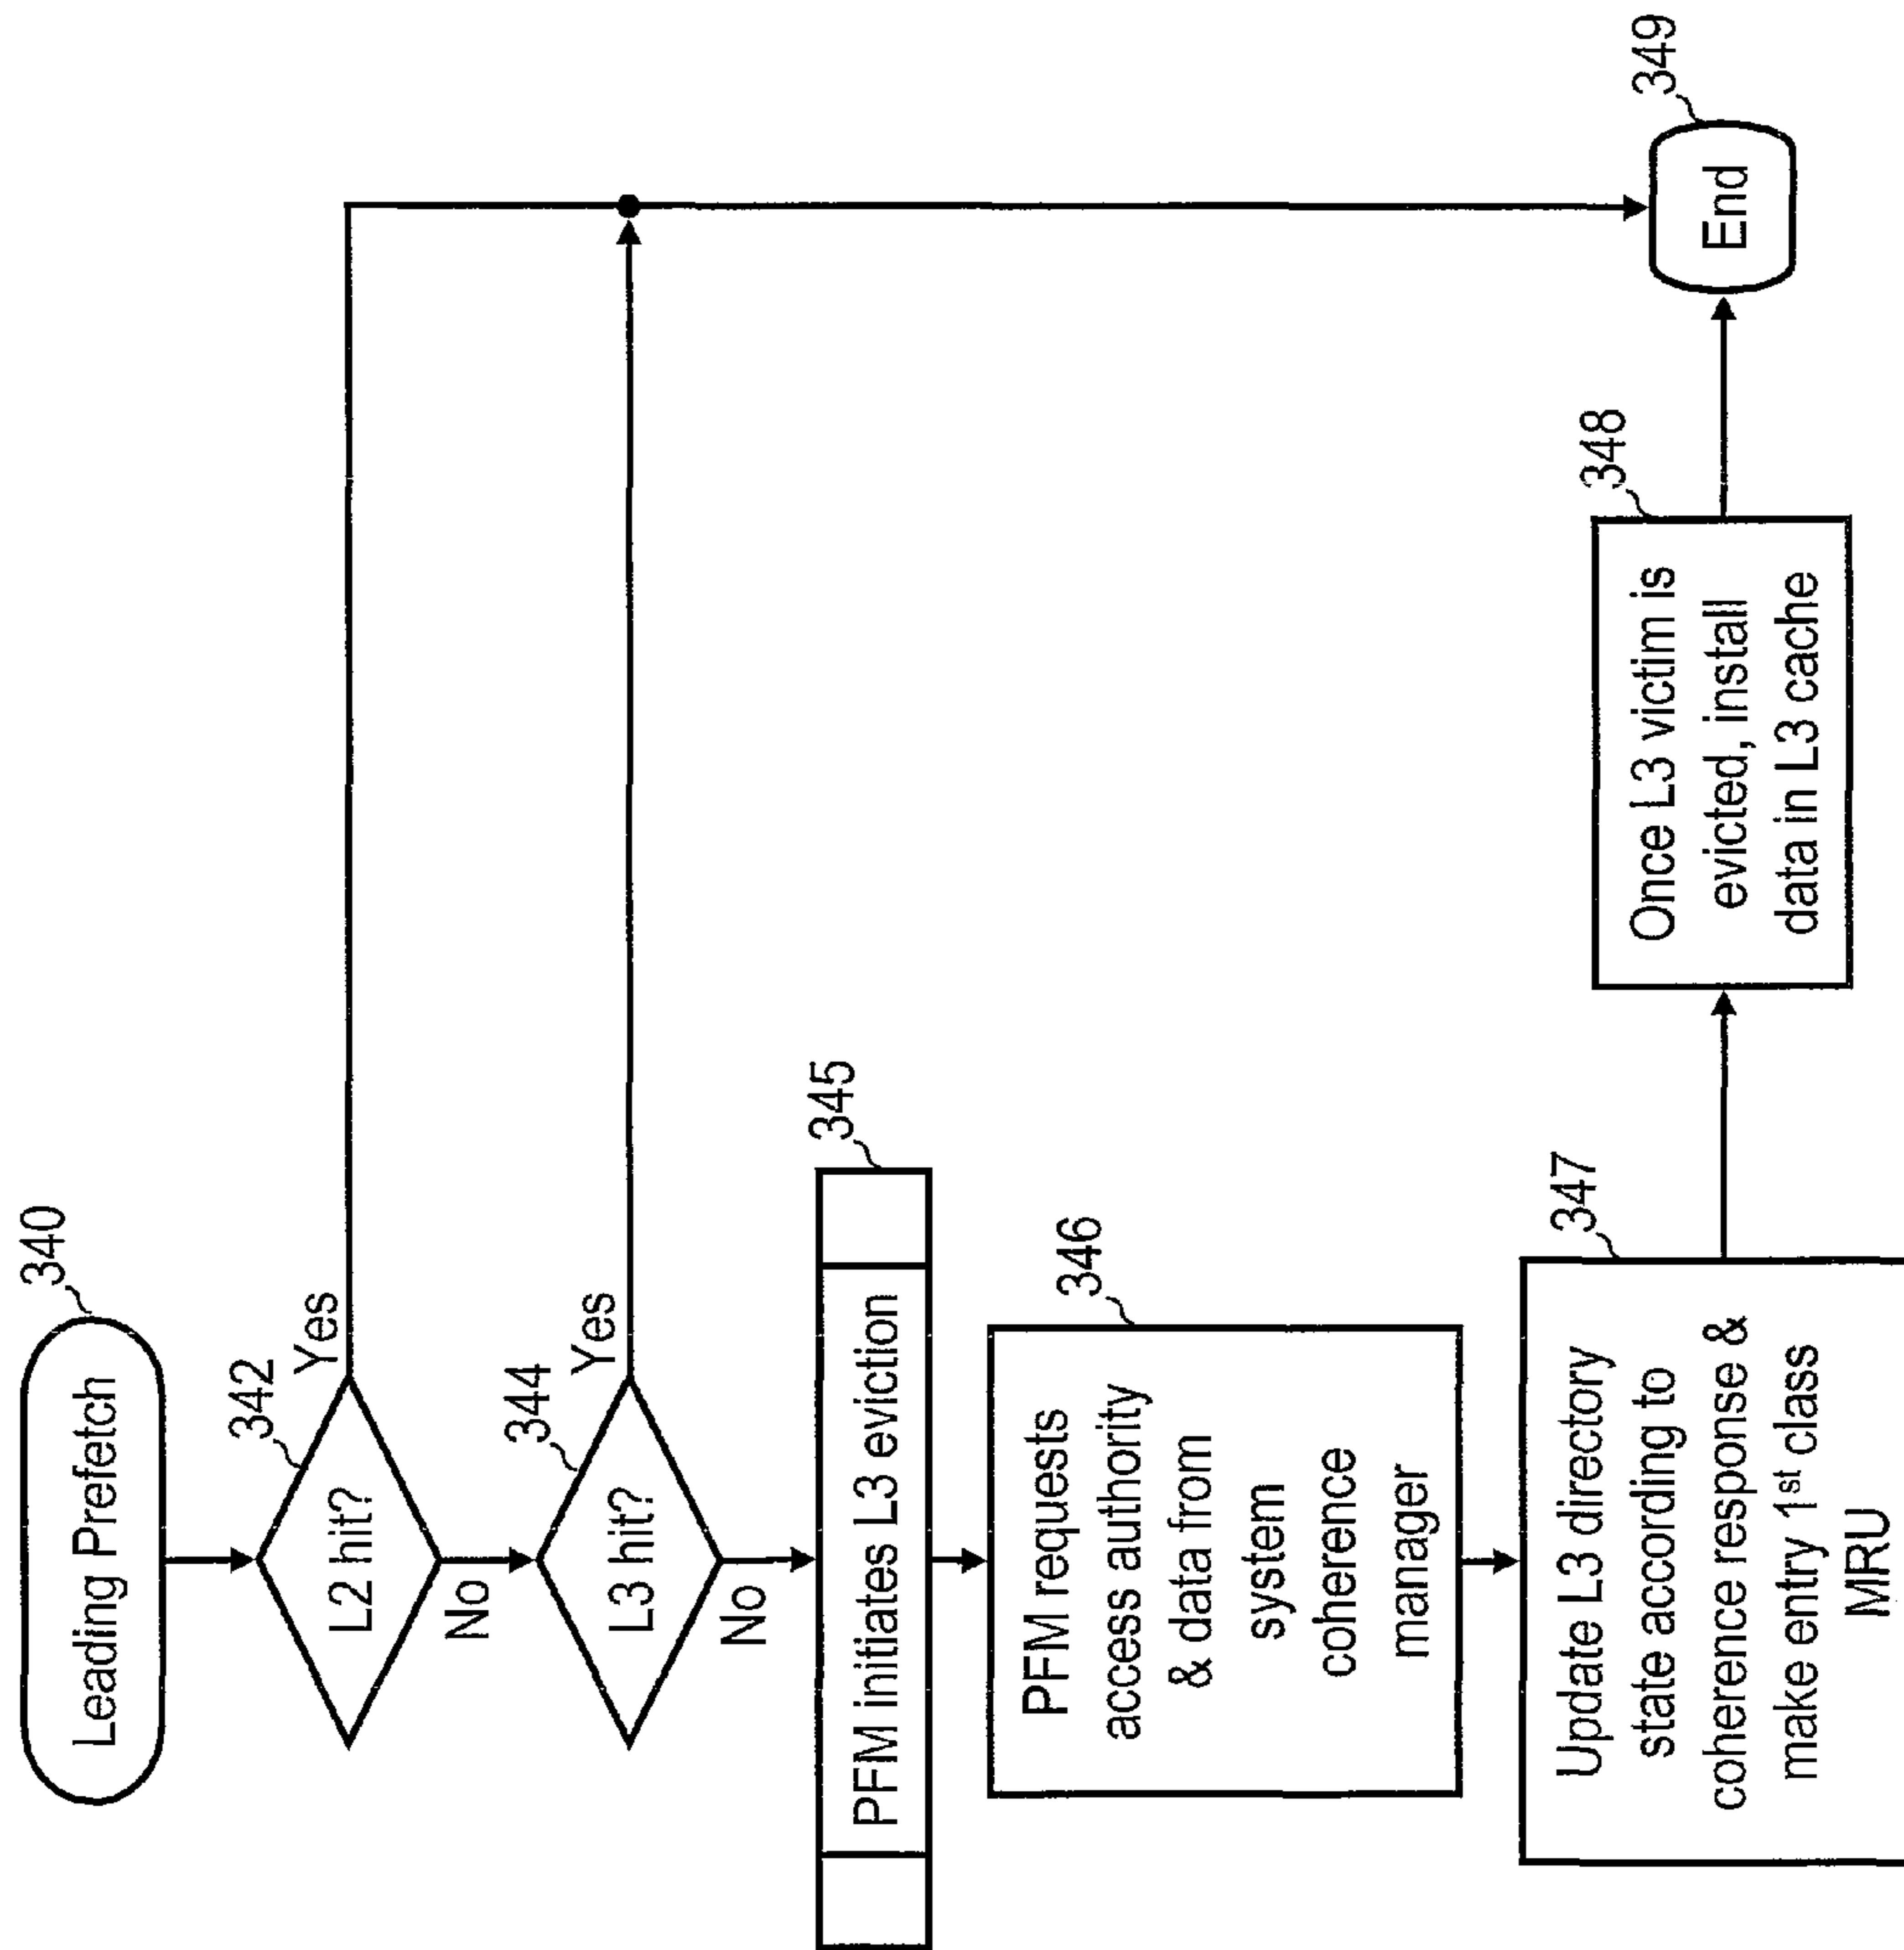 340
Leading Prefetch
342
L2 hit?
Yes
No
344
L3 hit?
Yes
No
345
PFM initiates L3 eviction
346
PFM requests
access authority
& data from
system
coherence
manager
347
Update L3 directory
state according to
coherence response &
make entry 1st class
MRU
348
Once L3 victim is
evicted, install
data in L3 cache
349
End